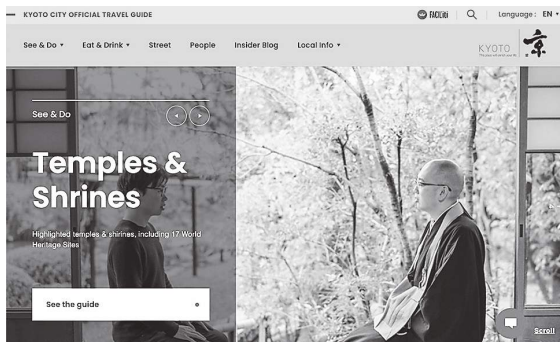 KYOTO CITY OFFICIAL TRAVEL GUIDE
Language : EN
See & Do
Eat & Drink
Street
People
Insider Blog
Local Info
KYOTO
京
See & Do
Temples &
Shrines
Highlighted temples & shrines, including 17 World
Heritage Sites
See the guide
Scroll